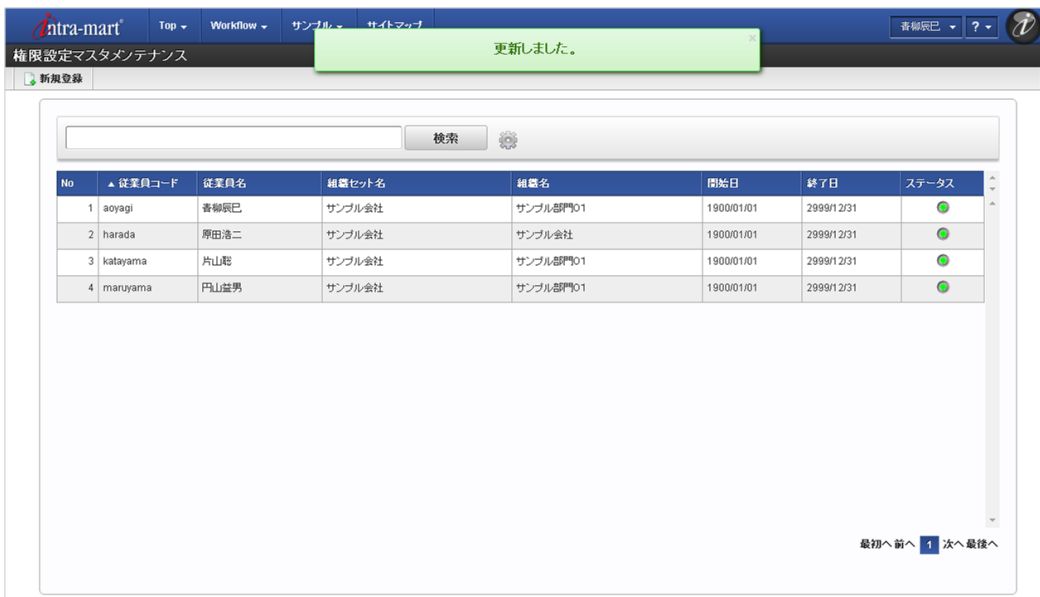 intra-mart® Top Workflow サンプル サイトマップ 青柳辰巳 ?
更新しました。
×
権限設定マスタメンテナンス
新規登録
検索
No ▲ 従業員コード 従業員名 組織セット名 組織名 開始日 終了日 ステータス
1 aoyagi 青柳辰巳 サンプル会社 サンプル部門01 1900/01/01 2999/12/31
2 harada 原田浩二 サンプル会社 サンプル会社 1900/01/01 2999/12/31
3 katayama 片山聡 サンプル会社 サンプル部門01 1900/01/01 2999/12/31
4 maruyama 円山益男 サンプル会社 サンプル部門01 1900/01/01 2999/12/31
最初へ 前へ 1 次へ 最後へ